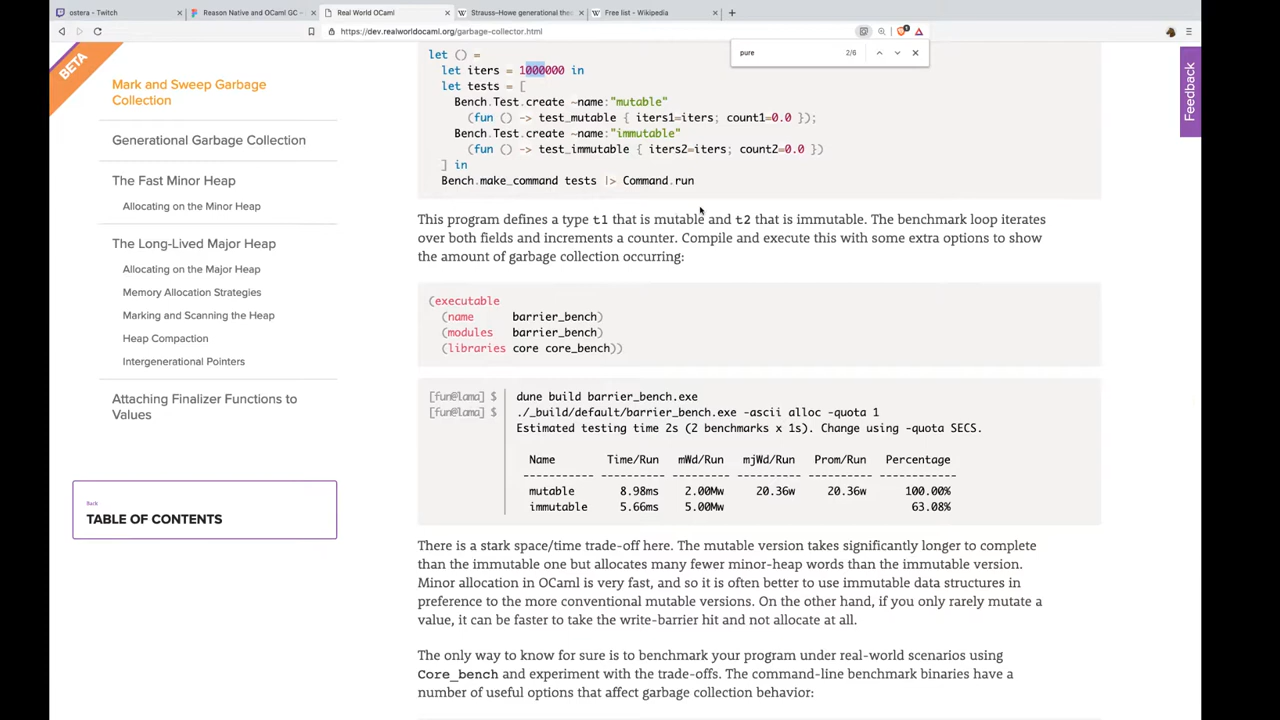 ostera - Twitch
Reason Native and OCaml GC -
Real World OCaml
Strauss–Howe generational the
Free list - Wikipedia
https://dev.realworldocaml.org/garbage-collector.html
pure
2/6
BETA
Feedback
Mark and Sweep Garbage
Collection
Generational Garbage Collection
The Fast Minor Heap
Allocating on the Minor Heap
The Long-Lived Major Heap
Allocating on the Major Heap
Memory Allocation Strategies
Marking and Scanning the Heap
Heap Compaction
Intergenerational Pointers
Attaching Finalizer Functions to
Values
Back
TABLE OF CONTENTS
let () =
let iters = 1000000 in
let tests = [
Bench.Test.create ~name:"mutable"
(fun () -> test_mutable { iters1=iters; count1=0.0 });
Bench.Test.create ~name:"immutable"
(fun () -> test_immutable { iters2=iters; count2=0.0 })
] in
Bench.make_command tests |> Command.run
This program defines a type t1 that is mutable and t2 that is immutable. The benchmark loop iterates
over both fields and increments a counter. Compile and execute this with some extra options to show
the amount of garbage collection occurring:
(executable
(name barrier_bench)
(modules barrier_bench)
(libraries core core_bench))
[fun@lama] $ dune build barrier_bench.exe
[fun@lama] $ ./_build/default/barrier_bench.exe -ascii alloc -quota 1
Estimated testing time 2s (2 benchmarks x 1s). Change using -quota SECS.
Name Time/Run mWd/Run mjWd/Run Prom/Run Percentage
----------- ---------- --------- ---------- ---------- ------------
mutable 8.98ms 2.00Mw 20.36w 20.36w 100.00%
immutable 5.66ms 5.00Mw 63.08%
There is a stark space/time trade-off here. The mutable version takes significantly longer to complete
than the immutable one but allocates many fewer minor-heap words than the immutable version.
Minor allocation in OCaml is very fast, and so it is often better to use immutable data structures in
preference to the more conventional mutable versions. On the other hand, if you only rarely mutate a
value, it can be faster to take the write-barrier hit and not allocate at all.
The only way to know for sure is to benchmark your program under real-world scenarios using
Core_bench and experiment with the trade-offs. The command-line benchmark binaries have a
number of useful options that affect garbage collection behavior: